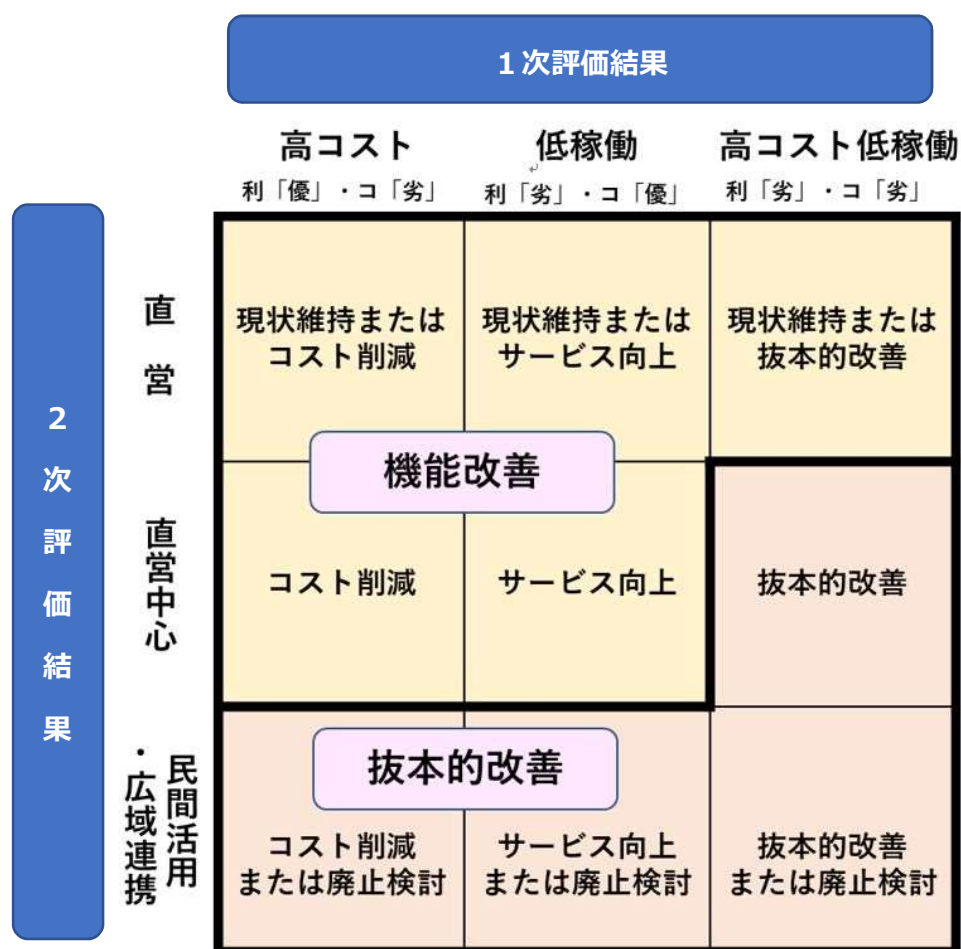 1次評価結果
高コスト
低稼働
高コスト低稼働
利「優」・コ「劣」
利「劣」・コ「優」
利「劣」・コ「劣」
2次評価結果
直営
現状維持または
コスト削減
現状維持または
サービス向上
現状維持または
抜本的改善
機能改善
直営中心
コスト削減
サービス向上
抜本的改善
抜本的改善
民間活用
・広域連携
コスト削減
または廃止検討
サービス向上
または廃止検討
抜本的改善
または廃止検討